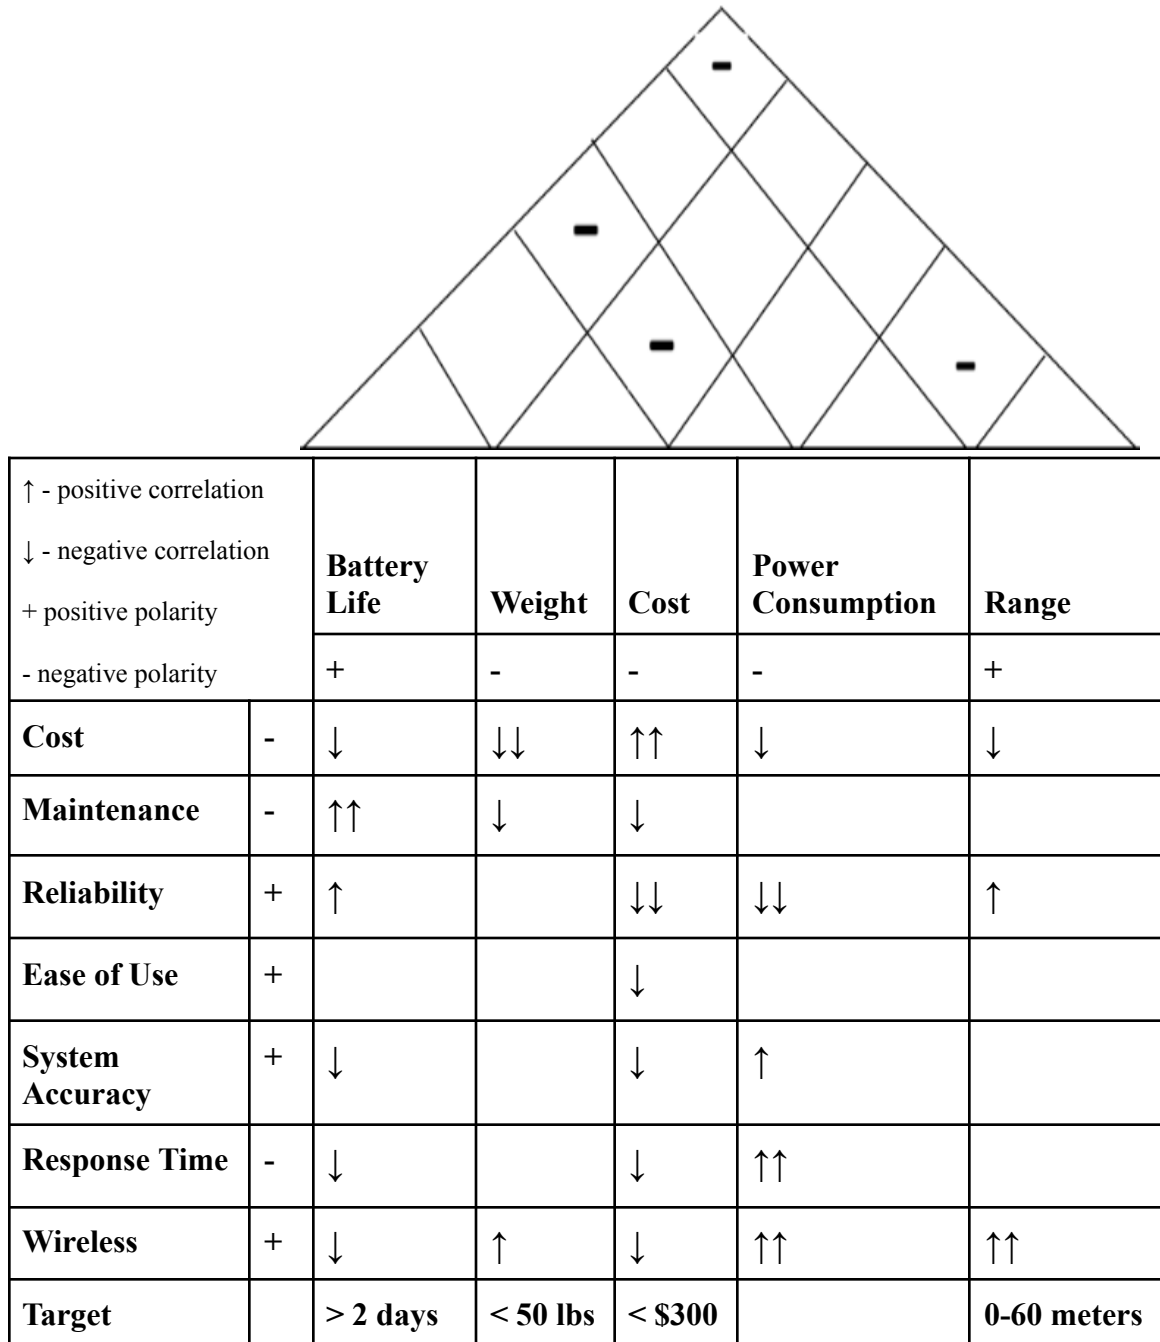 -
-
-
-
↑ - positive correlation
↓ - negative correlation
+ positive polarity
- negative polarity
Battery Life Weight Cost Power Consumption Range
+ - - - +
Cost - ↓ ↓↓ ↑↑ ↓ ↓
Maintenance - ↑↑ ↓ ↓
Reliability + ↑ ↓↓ ↓↓ ↑
Ease of Use + ↓
System Accuracy + ↓ ↓ ↑
Response Time - ↓ ↓ ↑↑
Wireless + ↓ ↑ ↓ ↑↑ ↑↑
Target > 2 days < 50 lbs < $300 0-60 meters